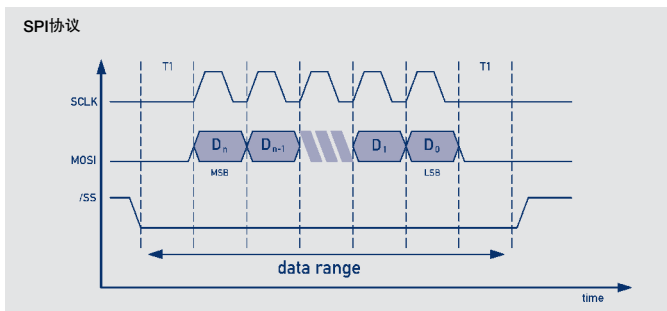 SPI协议
T1
T1
SCLK
MOSI
Dn
Dn-1
D1
D0
MSB
LSB
/SS
data range
time